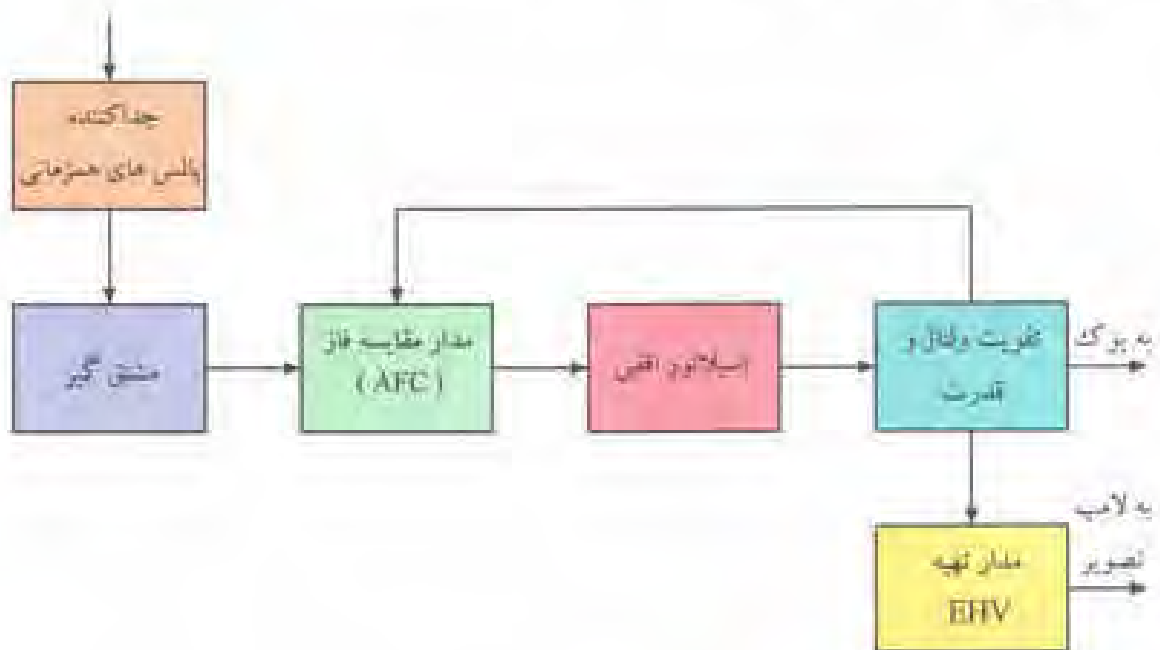 جداکننده
پالس های همزمانی
مشتق گیر
مدار مقایسه فاز
( AFC )
اسیلاتور افقی
تقویت ولتاژ و
قدرت
به یوک
مدار تهیه
EHV
به لامپ
تصویر